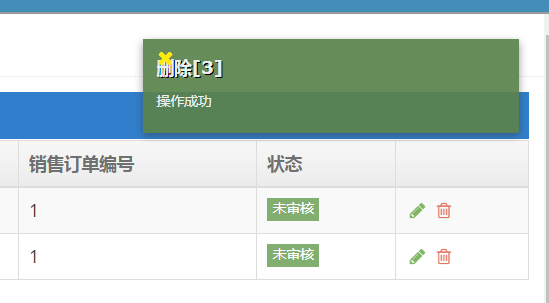 删除[3]
操作成功
销售订单编号 状态
1 未审核
1 未审核